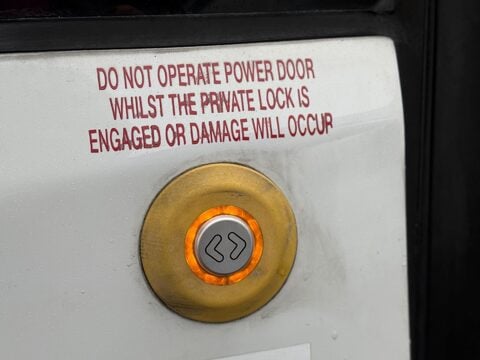 DO NOT OPERATE POWER DOOR
WHILST THE PRIVATE LOCK IS
ENGAGED OR DAMAGE WILL OCCUR